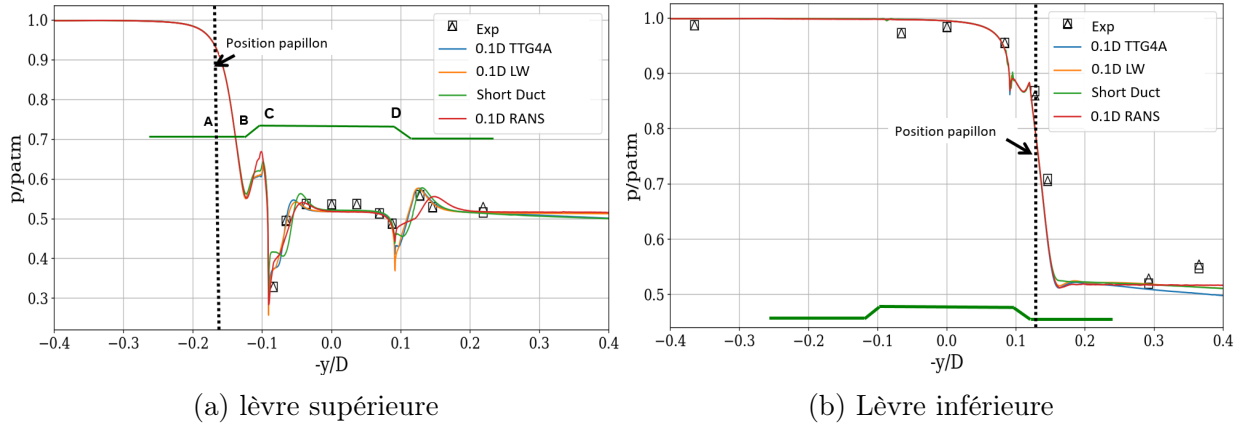 1.0
0.9
0.8
0.7
0.6
0.5
0.4
0.3
p/patm
−0.4
−0.3
−0.2
−0.1
0.0
0.1
0.2
0.3
0.4
-y/D
Position papillon
A
B
C
D
Exp
0.1D TTG4A
0.1D LW
Short Duct
0.1D RANS
(a) lèvre supérieure
1.0
0.9
0.8
0.7
0.6
0.5
p/patm
−0.4
−0.3
−0.2
−0.1
0.0
0.1
0.2
0.3
0.4
-y/D
Position papillon
Exp
0.1D TTG4A
0.1D LW
Short Duct
0.1D RANS
(b) Lèvre inférieure